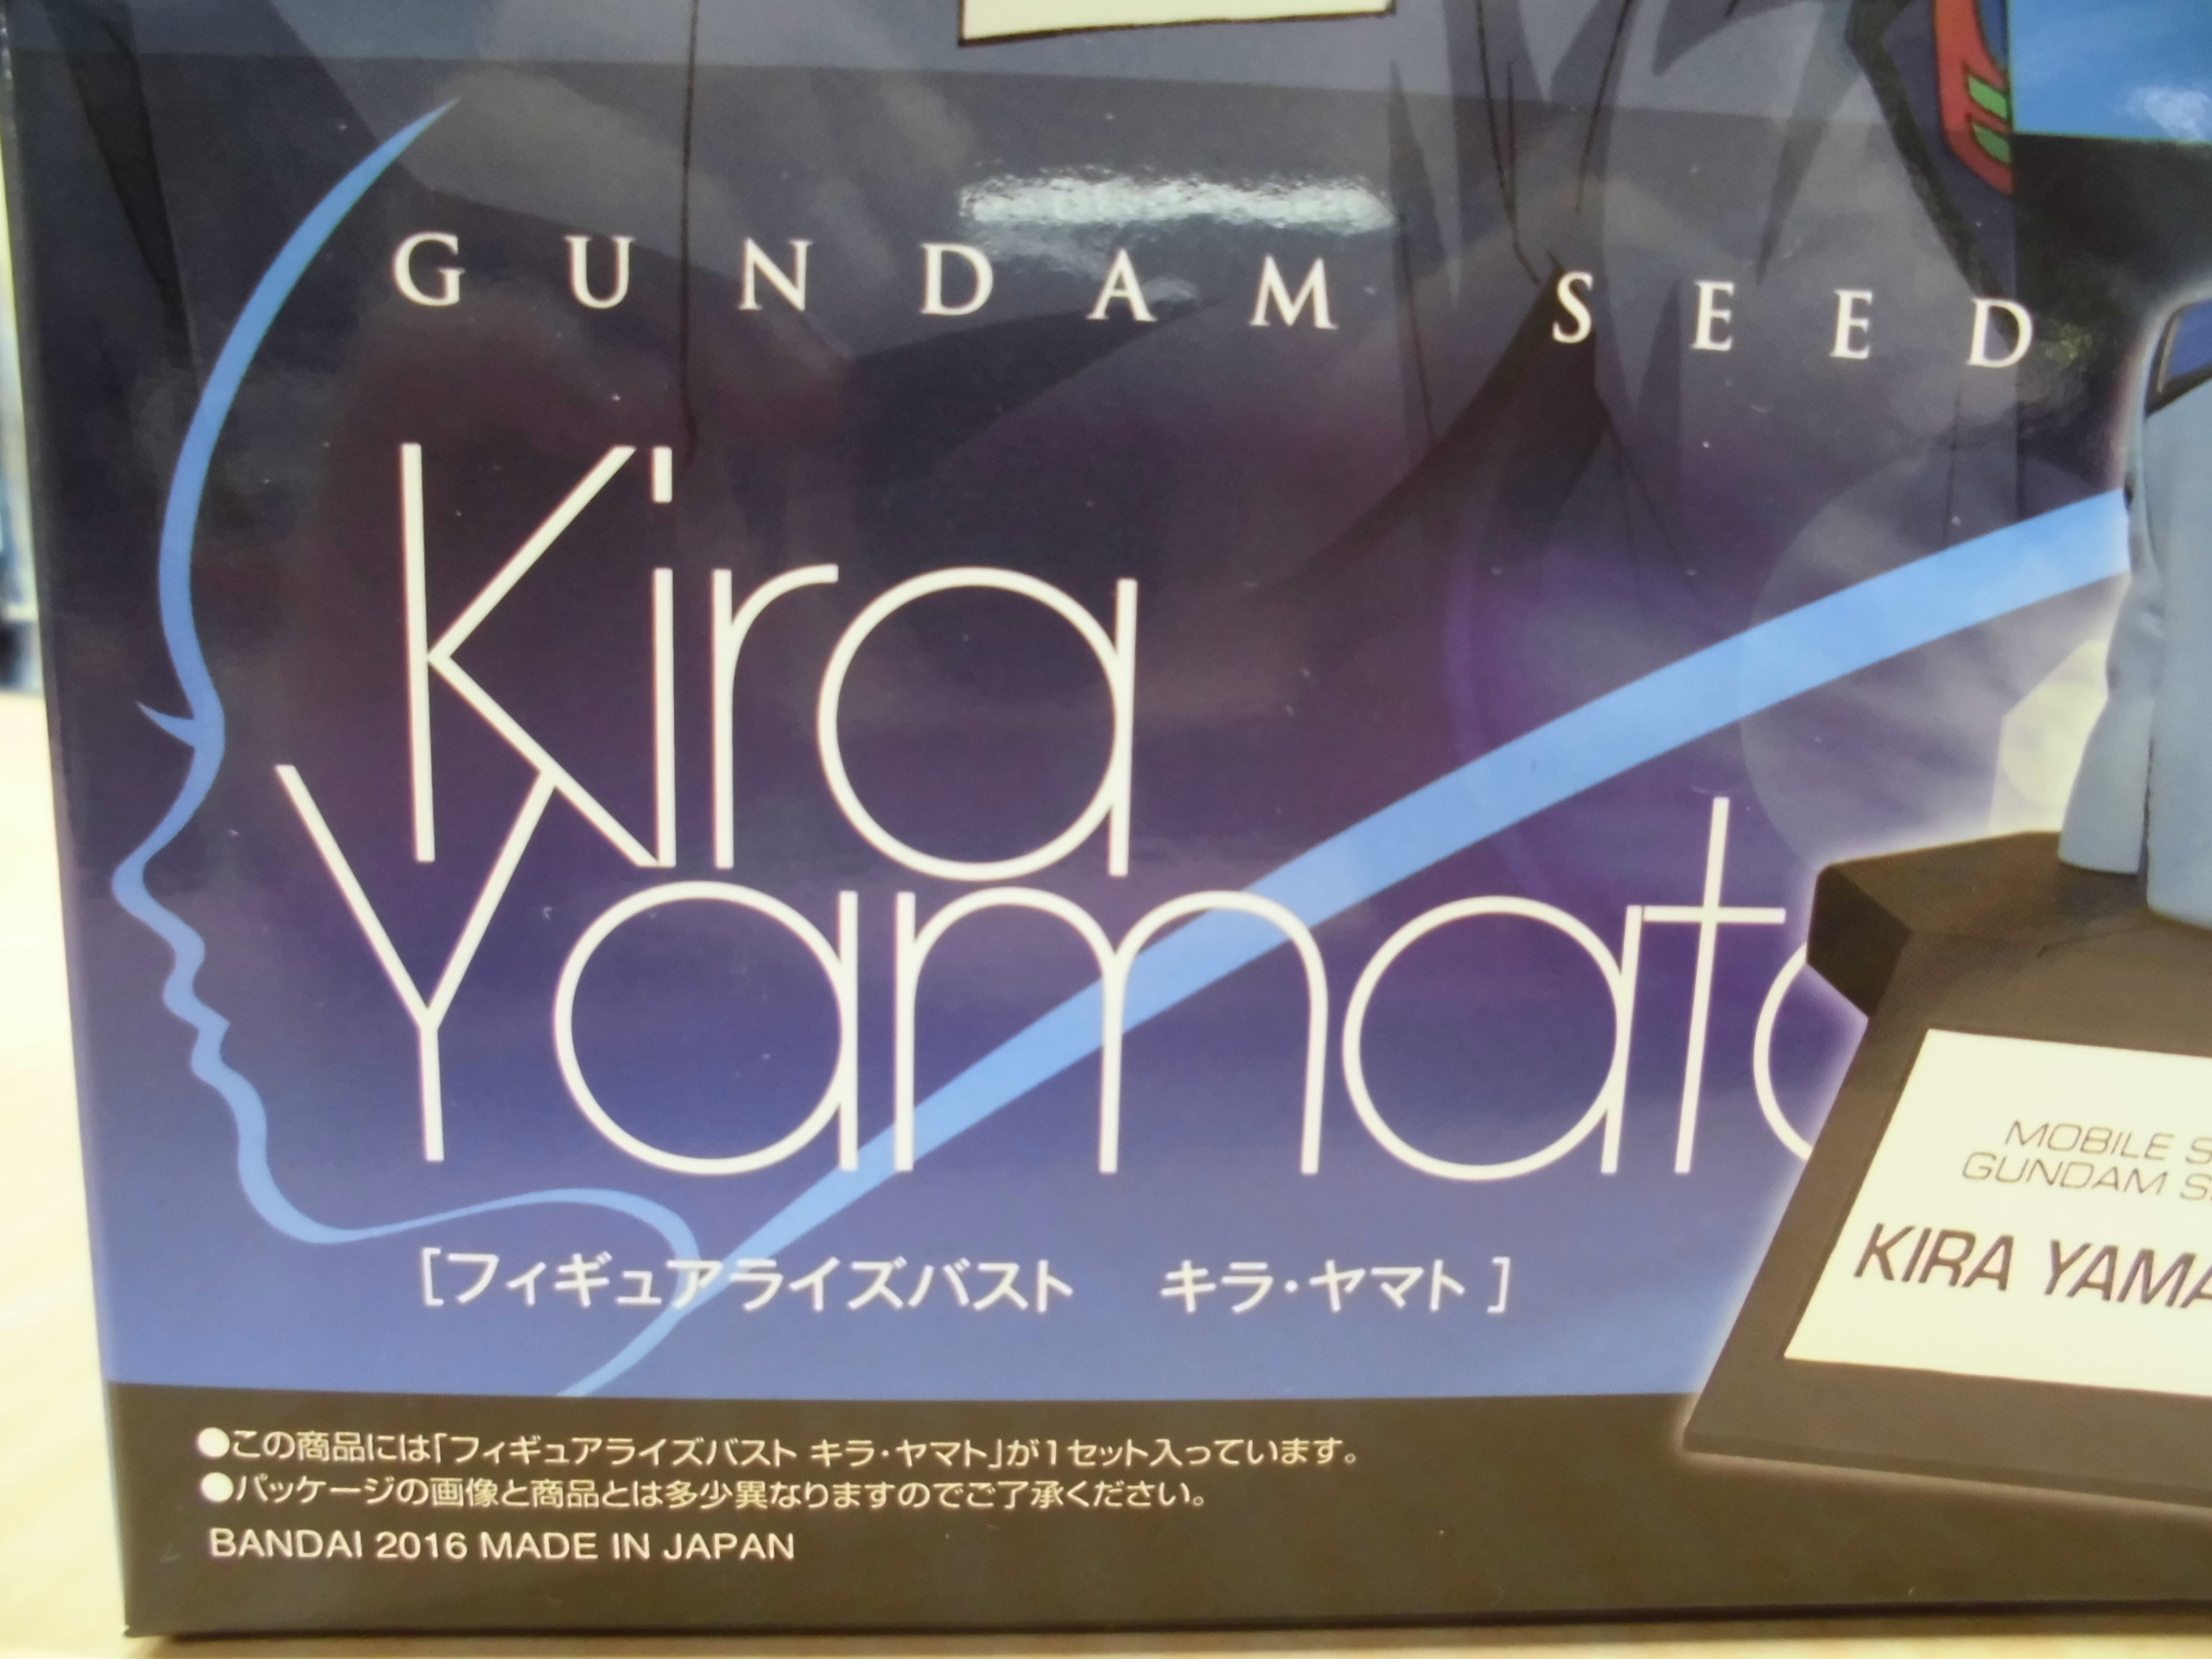 GUNDAM SEED
Kira
Yamato
[フィギュアライズバスト キラ・ヤマト]
MOBILE S
GUNDAM S
KIRA YAMA
●この商品には「フィギュアライズバスト キラ・ヤマト」が1セット入っています。
●パッケージの画像と商品とは多少異なりますのでご了承ください。
BANDAI 2016 MADE IN JAPAN